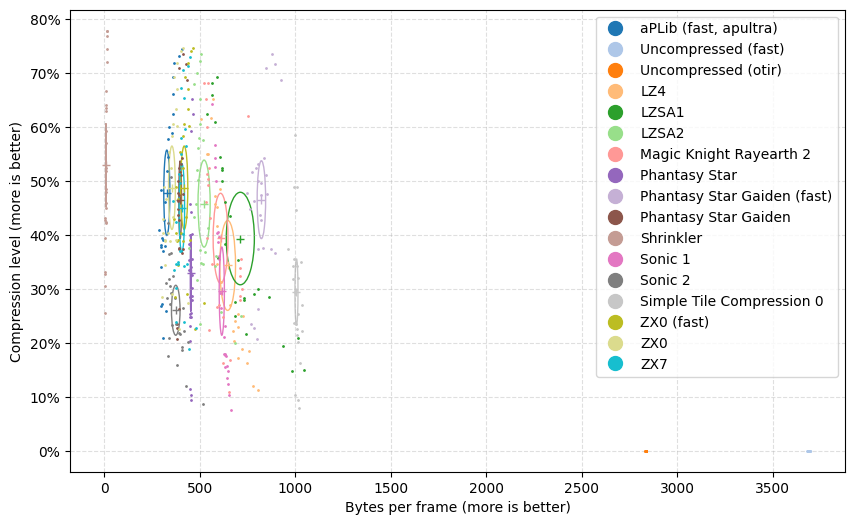 80%
70%
60%
50%
40%
30%
20%
10%
0%
Compression level (more is better)
0
500
1000
1500
2000
2500
3000
3500
Bytes per frame (more is better)
aPLib (fast, apultra)
Uncompressed (fast)
Uncompressed (otir)
LZ4
LZSA1
LZSA2
Magic Knight Rayearth 2
Phantasy Star
Phantasy Star Gaiden (fast)
Phantasy Star Gaiden
Shrinkler
Sonic 1
Sonic 2
Simple Tile Compression 0
ZX0 (fast)
ZX0
ZX7